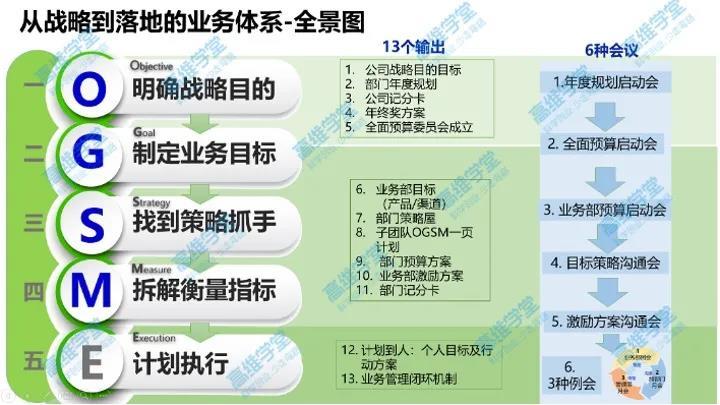 从战略到落地的业务体系-全景图
13个输出
6种会议
一
O
Objective
明确战略目的
二
G
Goal
制定业务目标
三
S
Strategy
找到策略抓手
四
M
Measure
拆解衡量指标
五
E
Execution
计划执行
1. 公司战略目的目标
2. 部门年度规划
3. 公司记分卡
4. 年终奖方案
5. 全面预算委员会成立
6. 业务部目标
（产品/渠道）
7. 部门策略屋
8. 子团队OGSM一页
计划
9. 部门预算方案
10. 业务部激励方案
11. 部门记分卡
12. 计划到人：个人目标及行
动方案
13. 业务管理闭环机制
1.年度规划启动会
2. 全面预算启动会
3. 业务部预算启动会
4. 目标策略沟通会
5. 激励方案沟通会
6.
3种例会
高维学堂